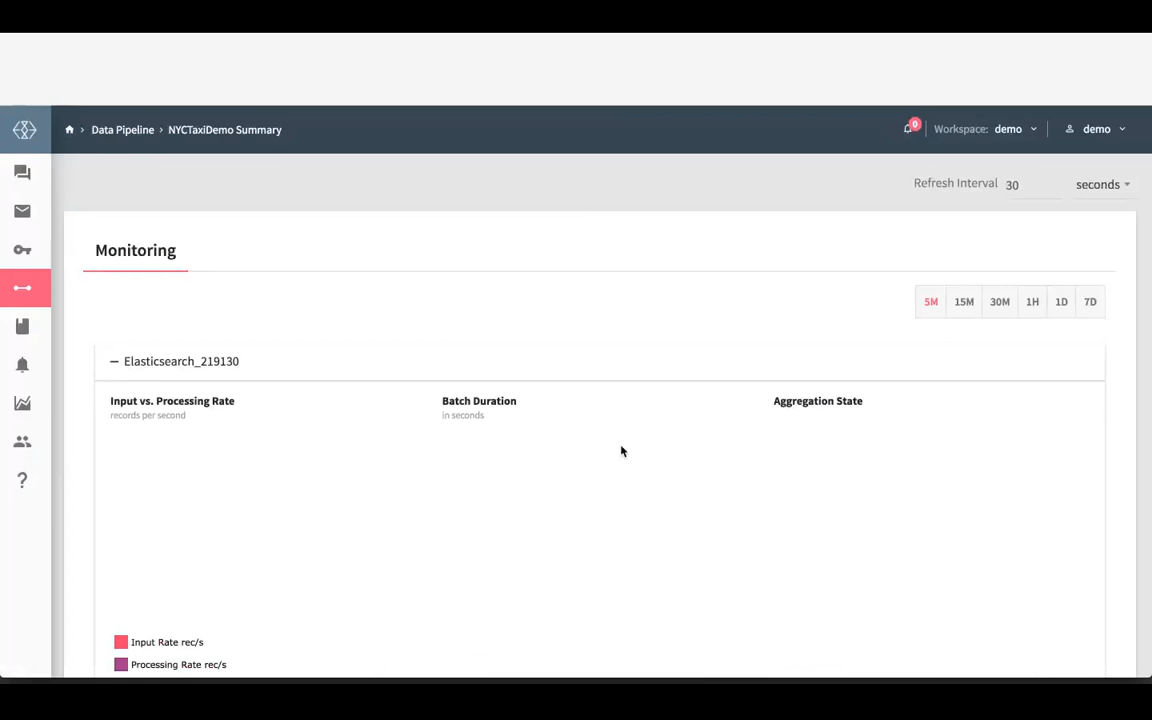 Data Pipeline › NYCTaxiDemo Summary
0
Workspace: demo
demo
Refresh Interval 30 seconds
Monitoring
5M 15M 30M 1H 1D 7D
Elasticsearch_219130
Input vs. Processing Rate
records per second
Batch Duration
in seconds
Aggregation State
Input Rate rec/s
Processing Rate rec/s